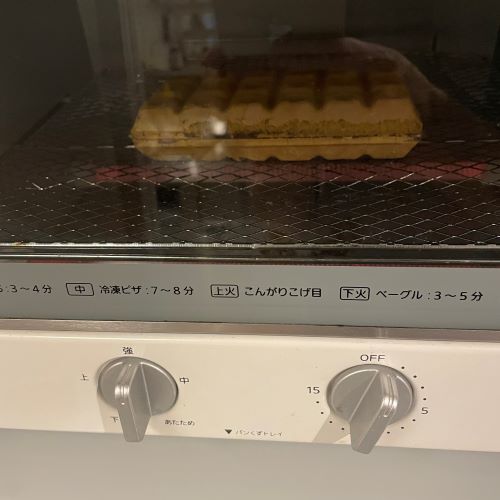 :3～4分 中 冷凍ピザ:7～8分 上火 こんがりこげ目 下火 ベーグル:3～5分
強
上 中
下 あたため
OFF
15 5
▼パンくずトレイ